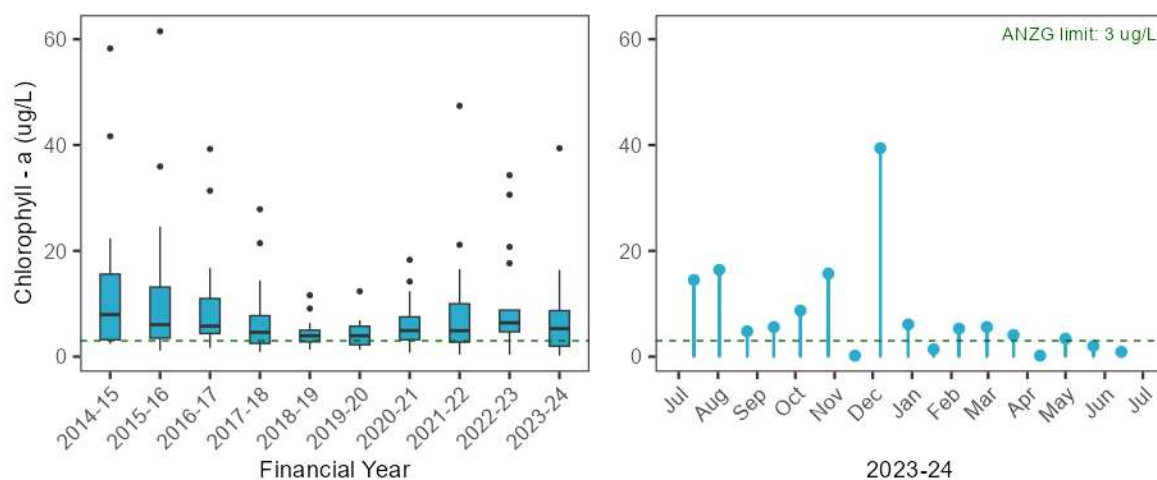 Chlorophyll - a (ug/L)
60
40
20
0
2014-15
2015-16
2016-17
2017-18
2018-19
2019-20
2020-21
2021-22
2022-23
2023-24
Financial Year
ANZG limit: 3 ug/L
60
40
20
0
Jul
Aug
Sep
Oct
Nov
Dec
Jan
Feb
Mar
Apr
May
Jun
Jul
2023-24